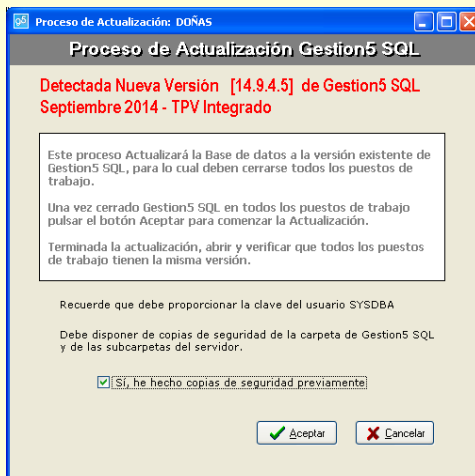 Proceso de Actualización: DOÑAS
Proceso de Actualización Gestion5 SQL
Detectada Nueva Versión [14.9.4.5] de Gestion5 SQL
Septiembre 2014 - TPV Integrado
Este proceso Actualizará la Base de datos a la versión existente de
Gestion5 SQL, para lo cual deben cerrarse todos los puestos de
trabajo.
Una vez cerrado Gestion5 SQL en todos los puestos de trabajo
pulsar el botón Aceptar para comenzar la Actualización.
Terminada la actualización, abrir y verificar que todos los puestos
de trabajo tienen la misma versión.
Recuerde que debe proporcionar la clave del usuario SYSDBA
Debe disponer de copias de seguridad de la carpeta de Gestion5 SQL
y de las subcarpetas del servidor.
Sí, he hecho copias de seguridad previamente
Aceptar
Cancelar